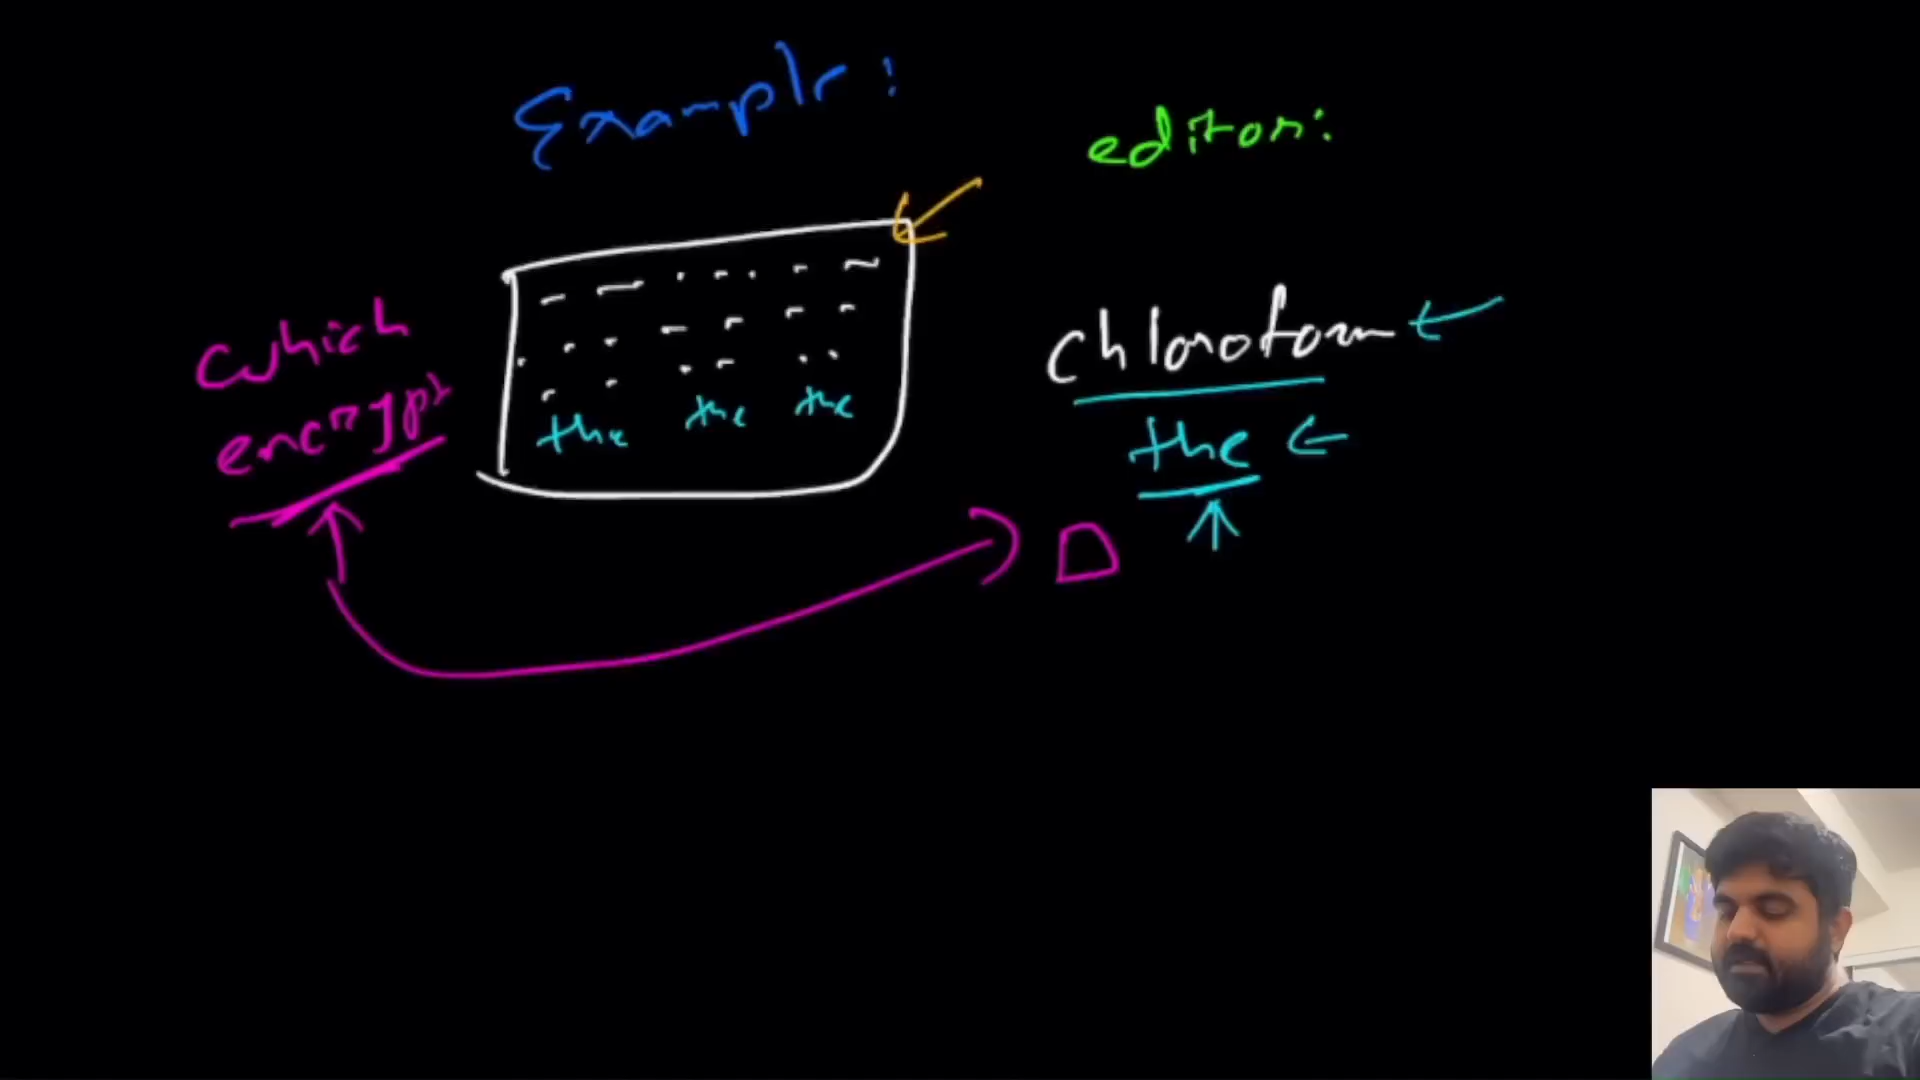 Example:
editor:
which
encrypt
the the the
chloroform
the
D